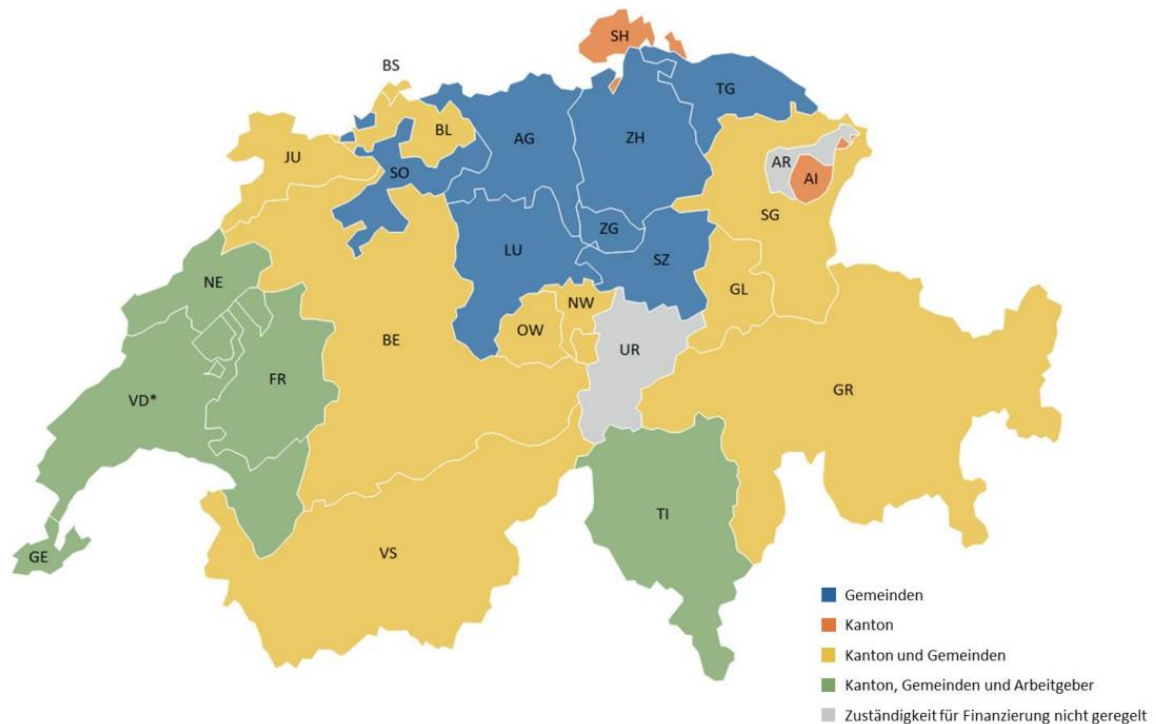 SH
BS
TG
BL
AG
ZH
JU
AR
SO
AI
SG
ZG
LU
SZ
NE
GL
NW
OW
BE
UR
FR
GR
VD*
TI
VS
GE
Gemeinden
Kanton
Kanton und Gemeinden
Kanton, Gemeinden und Arbeitgeber
Zuständigkeit für Finanzierung nicht geregelt